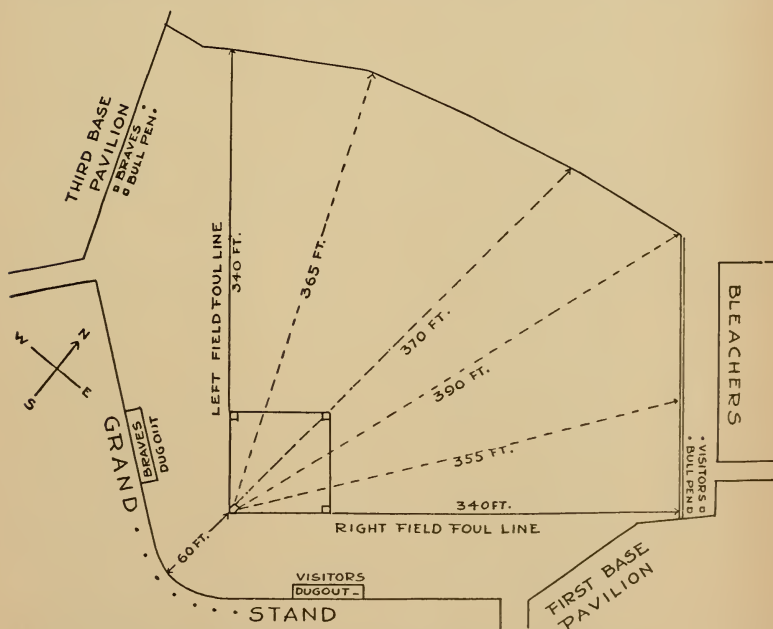 THIRD BASE
PAVILION
BRAVES
BULL PEN
LEFT FIELD FOUL LINE
340 FT.
365 FT.
370 FT.
390 FT.
355 FT.
340 FT.
RIGHT FIELD FOUL LINE
BLEACHERS
VISITORS
BULL PEN
W
N
S
E
GRAND
BRAVES
DUGOUT
60 FT.
VISITORS
DUGOUT
STAND
FIRST BASE
PAVILION